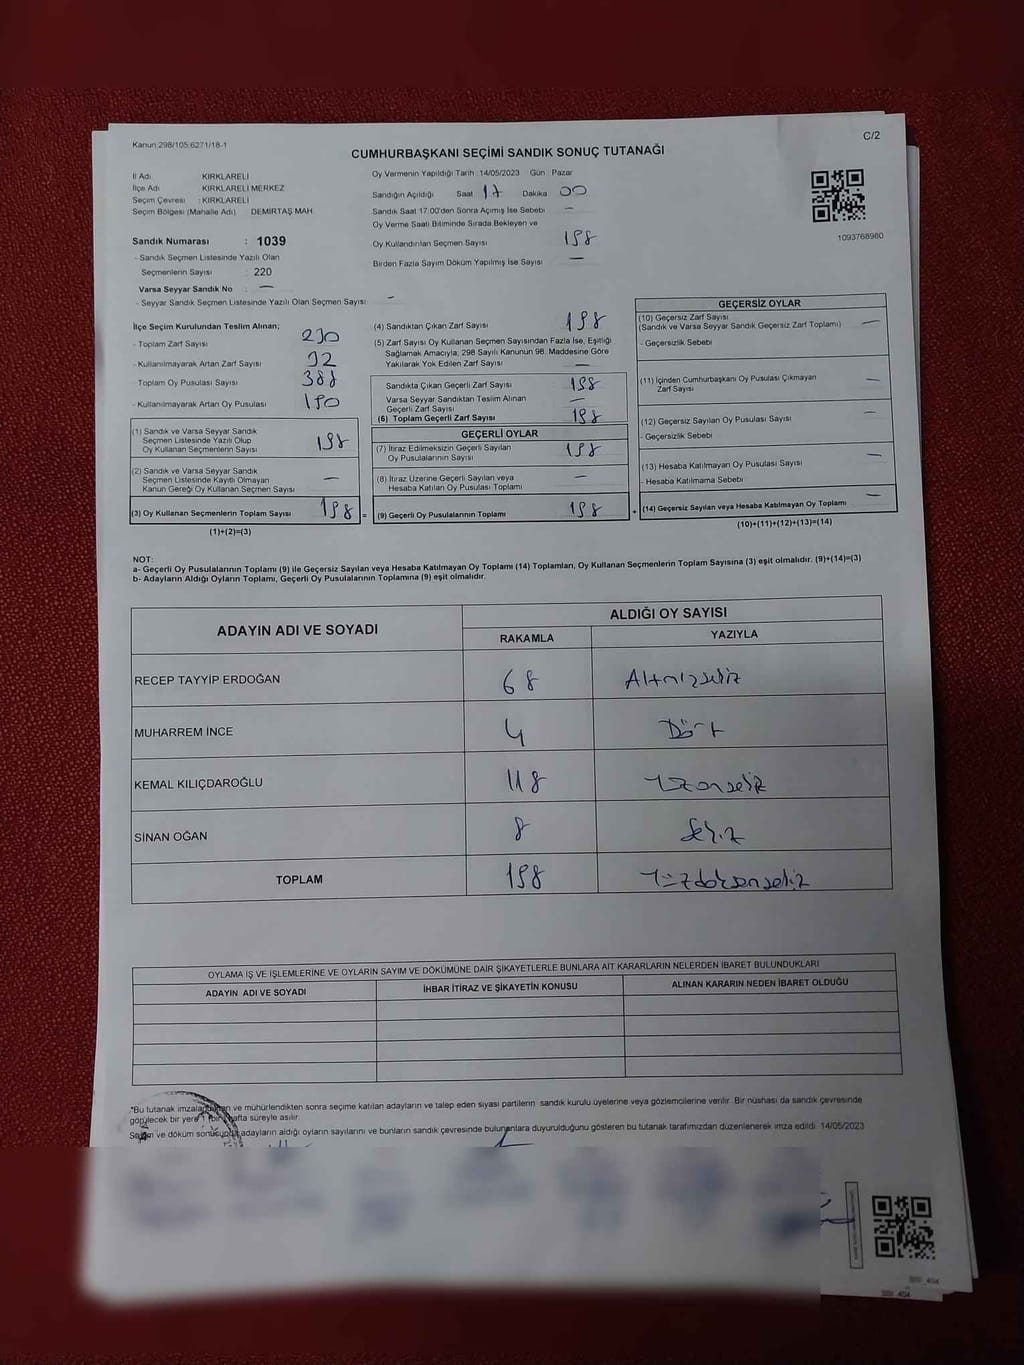 Kanun:298/105;6271/18-1
C/2
CUMHURBAŞKANI SEÇİMİ SANDIK SONUÇ TUTANAĞI
İl Adı KIRKLARELİ
İlçe Adı KIRKLARELİ MERKEZ
Seçim Çevresi : KIRKLARELİ
Seçim Bölgesi (Mahalle Adı) DEMİRTAŞ MAH.
Oy Vermenin Yapıldığı Tarih 14/05/2023 Gün Pazar
Sandığın Açıldığı Saat 17 Dakika 00
Sandık Saat 17:00'den Sonra Açılmış İse Sebebi —
Oy Verme Saati Bitiminde Sırada Bekleyen ve
Oy Kullandırılan Seçmen Sayısı 198
Birden Fazla Sayım Döküm Yapılmış İse Sayısı —
1093768960
Sandık Numarası : 1039
- Sandık Seçmen Listesinde Yazılı Olan
Seçmenlerin Sayısı : 220
Varsa Seyyar Sandık No : —
- Seyyar Sandık Seçmen Listesinde Yazılı Olan Seçmen Sayısı —
İlçe Seçim Kurulundan Teslim Alınan;
- Toplam Zarf Sayısı 230
- Kullanılmayarak Artan Zarf Sayısı 32
- Toplam Oy Pusulası Sayısı 388
- Kullanılmayarak Artan Oy Pusulası 190
(1) Sandık ve Varsa Seyyar Sandık
Seçmen Listesinde Yazılı Olup
Oy Kullanan Seçmenlerin Sayısı 198
(2) Sandık ve Varsa Seyyar Sandık
Seçmen Listesinde Kayıtlı Olmayan
Kanun Gereği Oy Kullanan Seçmen Sayısı —
(3) Oy Kullanan Seçmenlerin Toplam Sayısı 198 =
(1)+(2)=(3)
(4) Sandıktan Çıkan Zarf Sayısı 198
(5) Zarf Sayısı Oy Kullanan Seçmen Sayısından Fazla İse, Eşitliği
Sağlamak Amacıyla; 298 Sayılı Kanunun 98. Maddesine Göre
Yakılarak Yok Edilen Zarf Sayısı —
Sandıkta Çıkan Geçerli Zarf Sayısı 198
Varsa Seyyar Sandıktan Teslim Alınan
Geçerli Zarf Sayısı —
(6) Toplam Geçerli Zarf Sayısı 198
GEÇERLİ OYLAR
(7) İtiraz Edilmeksizin Geçerli Sayılan
Oy Pusulalarının Sayısı 198
(8) İtiraz Üzerine Geçerli Sayılan veya
Hesaba Katılan Oy Pusulası Toplamı —
(9) Geçerli Oy Pusulalarının Toplamı 198 +
GEÇERSİZ OYLAR
(10) Geçersiz Zarf Sayısı
(Sandık ve Varsa Seyyar Sandık Geçersiz Zarf Toplamı) —
- Geçersizlik Sebebi
(11) İçinden Cumhurbaşkanı Oy Pusulası Çıkmayan
Zarf Sayısı —
(12) Geçersiz Sayılan Oy Pusulası Sayısı —
- Geçersizlik Sebebi
(13) Hesaba Katılmayan Oy Pusulası Sayısı —
- Hesaba Katılmama Sebebi
(14) Geçersiz Sayılan veya Hesaba Katılmayan Oy Toplamı —
(10)+(11)+(12)+(13)=(14)
NOT:
a- Geçerli Oy Pusulalarının Toplamı (9) ile Geçersiz Sayılan veya Hesaba Katılmayan Oy Toplamı (14) Toplamları, Oy Kullanan Seçmenlerin Toplam Sayısına (3) eşit olmalıdır. (9)+(14)=(3)
b- Adayların Aldığı Oyların Toplamı, Geçerli Oy Pusulalarının Toplamına (9) eşit olmalıdır.
ADAYIN ADI VE SOYADI
ALDIĞI OY SAYISI
RAKAMLA YAZIYLA
RECEP TAYYİP ERDOĞAN 68 Altmışsekiz
MUHARREM İNCE 4 Dört
KEMAL KILIÇDAROĞLU 118 Yüzonsekiz
SİNAN OĞAN 8 Sekiz
TOPLAM 198 Yüzdoksansekiz
OYLAMA İŞ VE İŞLEMLERİNE VE OYLARIN SAYIM VE DÖKÜMÜNE DAİR ŞİKAYETLERLE BUNLARA AİT KARARLARIN NELERDEN İBARET BULUNDUKLARI
ADAYIN ADI VE SOYADI İHBAR İTİRAZ VE ŞİKAYETİN KONUSU ALINAN KARARIN NEDEN İBARET OLDUĞU
*Bu tutanak imzalandıktan ve mühürlendikten sonra seçime katılan adayların ve talep eden siyasi partilerin sandık kurulu üyelerine veya gözlemcilerine verilir. Bir nüshası da sandık çevresinde
görülecek bir yere 1 (bir) hafta süreyle asılır.
Sayım ve döküm sonucunda adayların aldığı oyların sayılarını ve bunların sandık çevresinde bulunanlara duyurulduğunu gösteren bu tutanak tarafımızdan düzenlenerek imza edildi. 14/05/2023
SSI_404
SSI_404